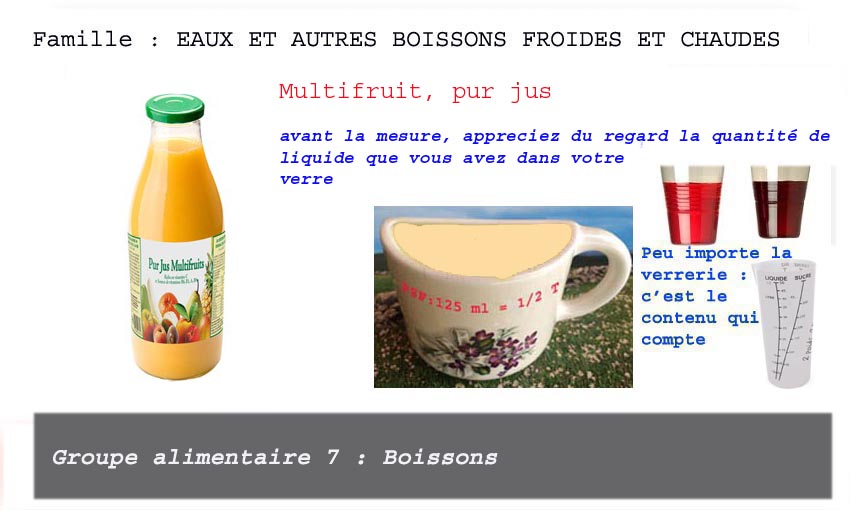 Famille : EAUX ET AUTRES BOISSONS FROIDES ET CHAUDES
Multifruit, pur jus
avant la mesure, appreciez du regard la quantité de
liquide que vous avez dans votre
verre
Pur Jus Multifruits
125 ml = 1/2 T
Peu importe la
verrerie :
c’est le
contenu qui
compte
LIQUIDE SUCRE
Groupe alimentaire 7 : Boissons